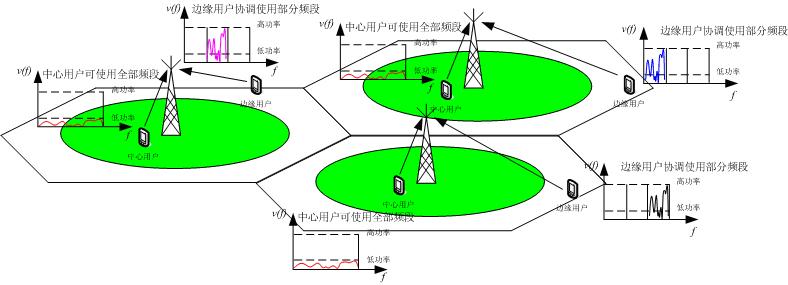 v(f)
边缘用户协调使用部分频段
高功率
低功率
f
v(f)
中心用户可使用全部频段
高功率
低功率
f
边缘用户
中心用户
v(f)
中心用户可使用全部频段
高功率
低功率
f
中心用户
边缘用户
v(f)
边缘用户协调使用部分频段
高功率
低功率
f
v(f)
边缘用户协调使用部分频段
高功率
低功率
f
中心用户
边缘用户
v(f)
中心用户可使用全部频段
高功率
低功率
f